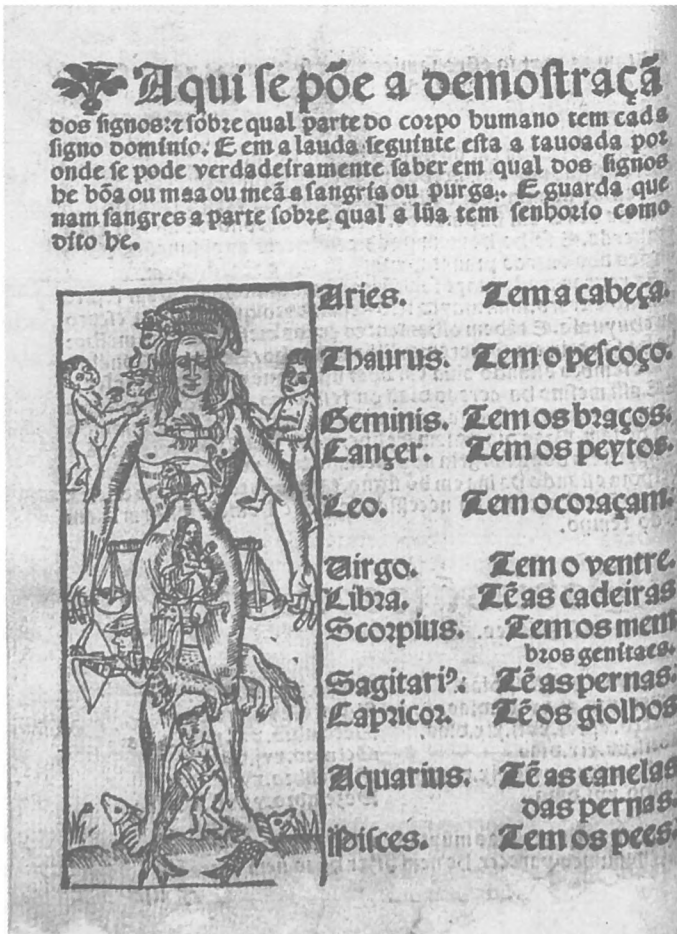 Aqui se põe a demostraçã
dos signos: ⁊ sobre qual parte do corpo humano tem cada
signo dominio. E em a lauda seguinte esta a tauoada por
onde se pode verdadeiramente saber em qual dos signos
he bõa ou maa ou meã a sangria ou purga.. E guarda que
nam sangres a parte sobre qual a lũa tem senhorio como
dito he.
Aries. Tem a cabeça.
Thaurus. Tem o pescoço.
Geminis. Tem os braços.
Cançer. Tem os peytos.
Leo. Tem o coraçam.
Uirgo. Tem o ventre.
Libra. Tẽ as cadeiras
Scorpius. Tem os mem
bros genitaes.
Sagitariꝰ. Tẽ as pernas.
Capricor. Tẽ os giolhos
Aquarius. Tẽ as canelas
das pernas.
Pisces. Tem os pees.